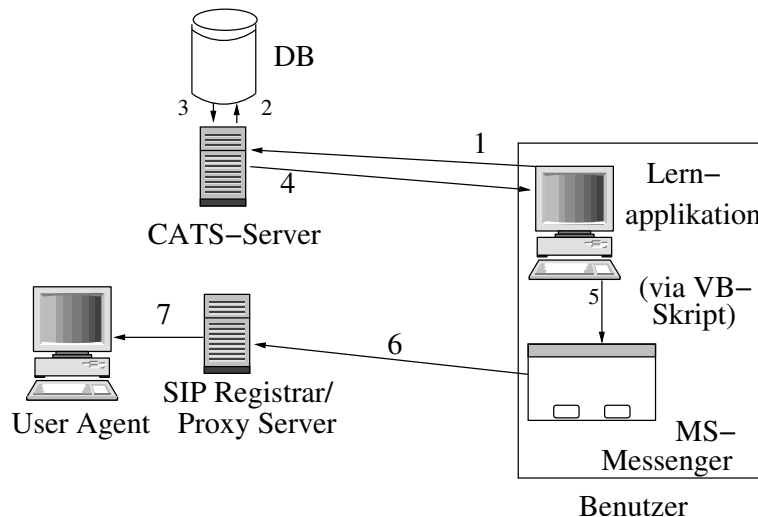 DB
3
2
1
4
CATS−Server
Lern−
applikation
5
(via VB−
Skript)
7
6
SIP Registrar/
Proxy Server
User Agent
MS−
Messenger
Benutzer